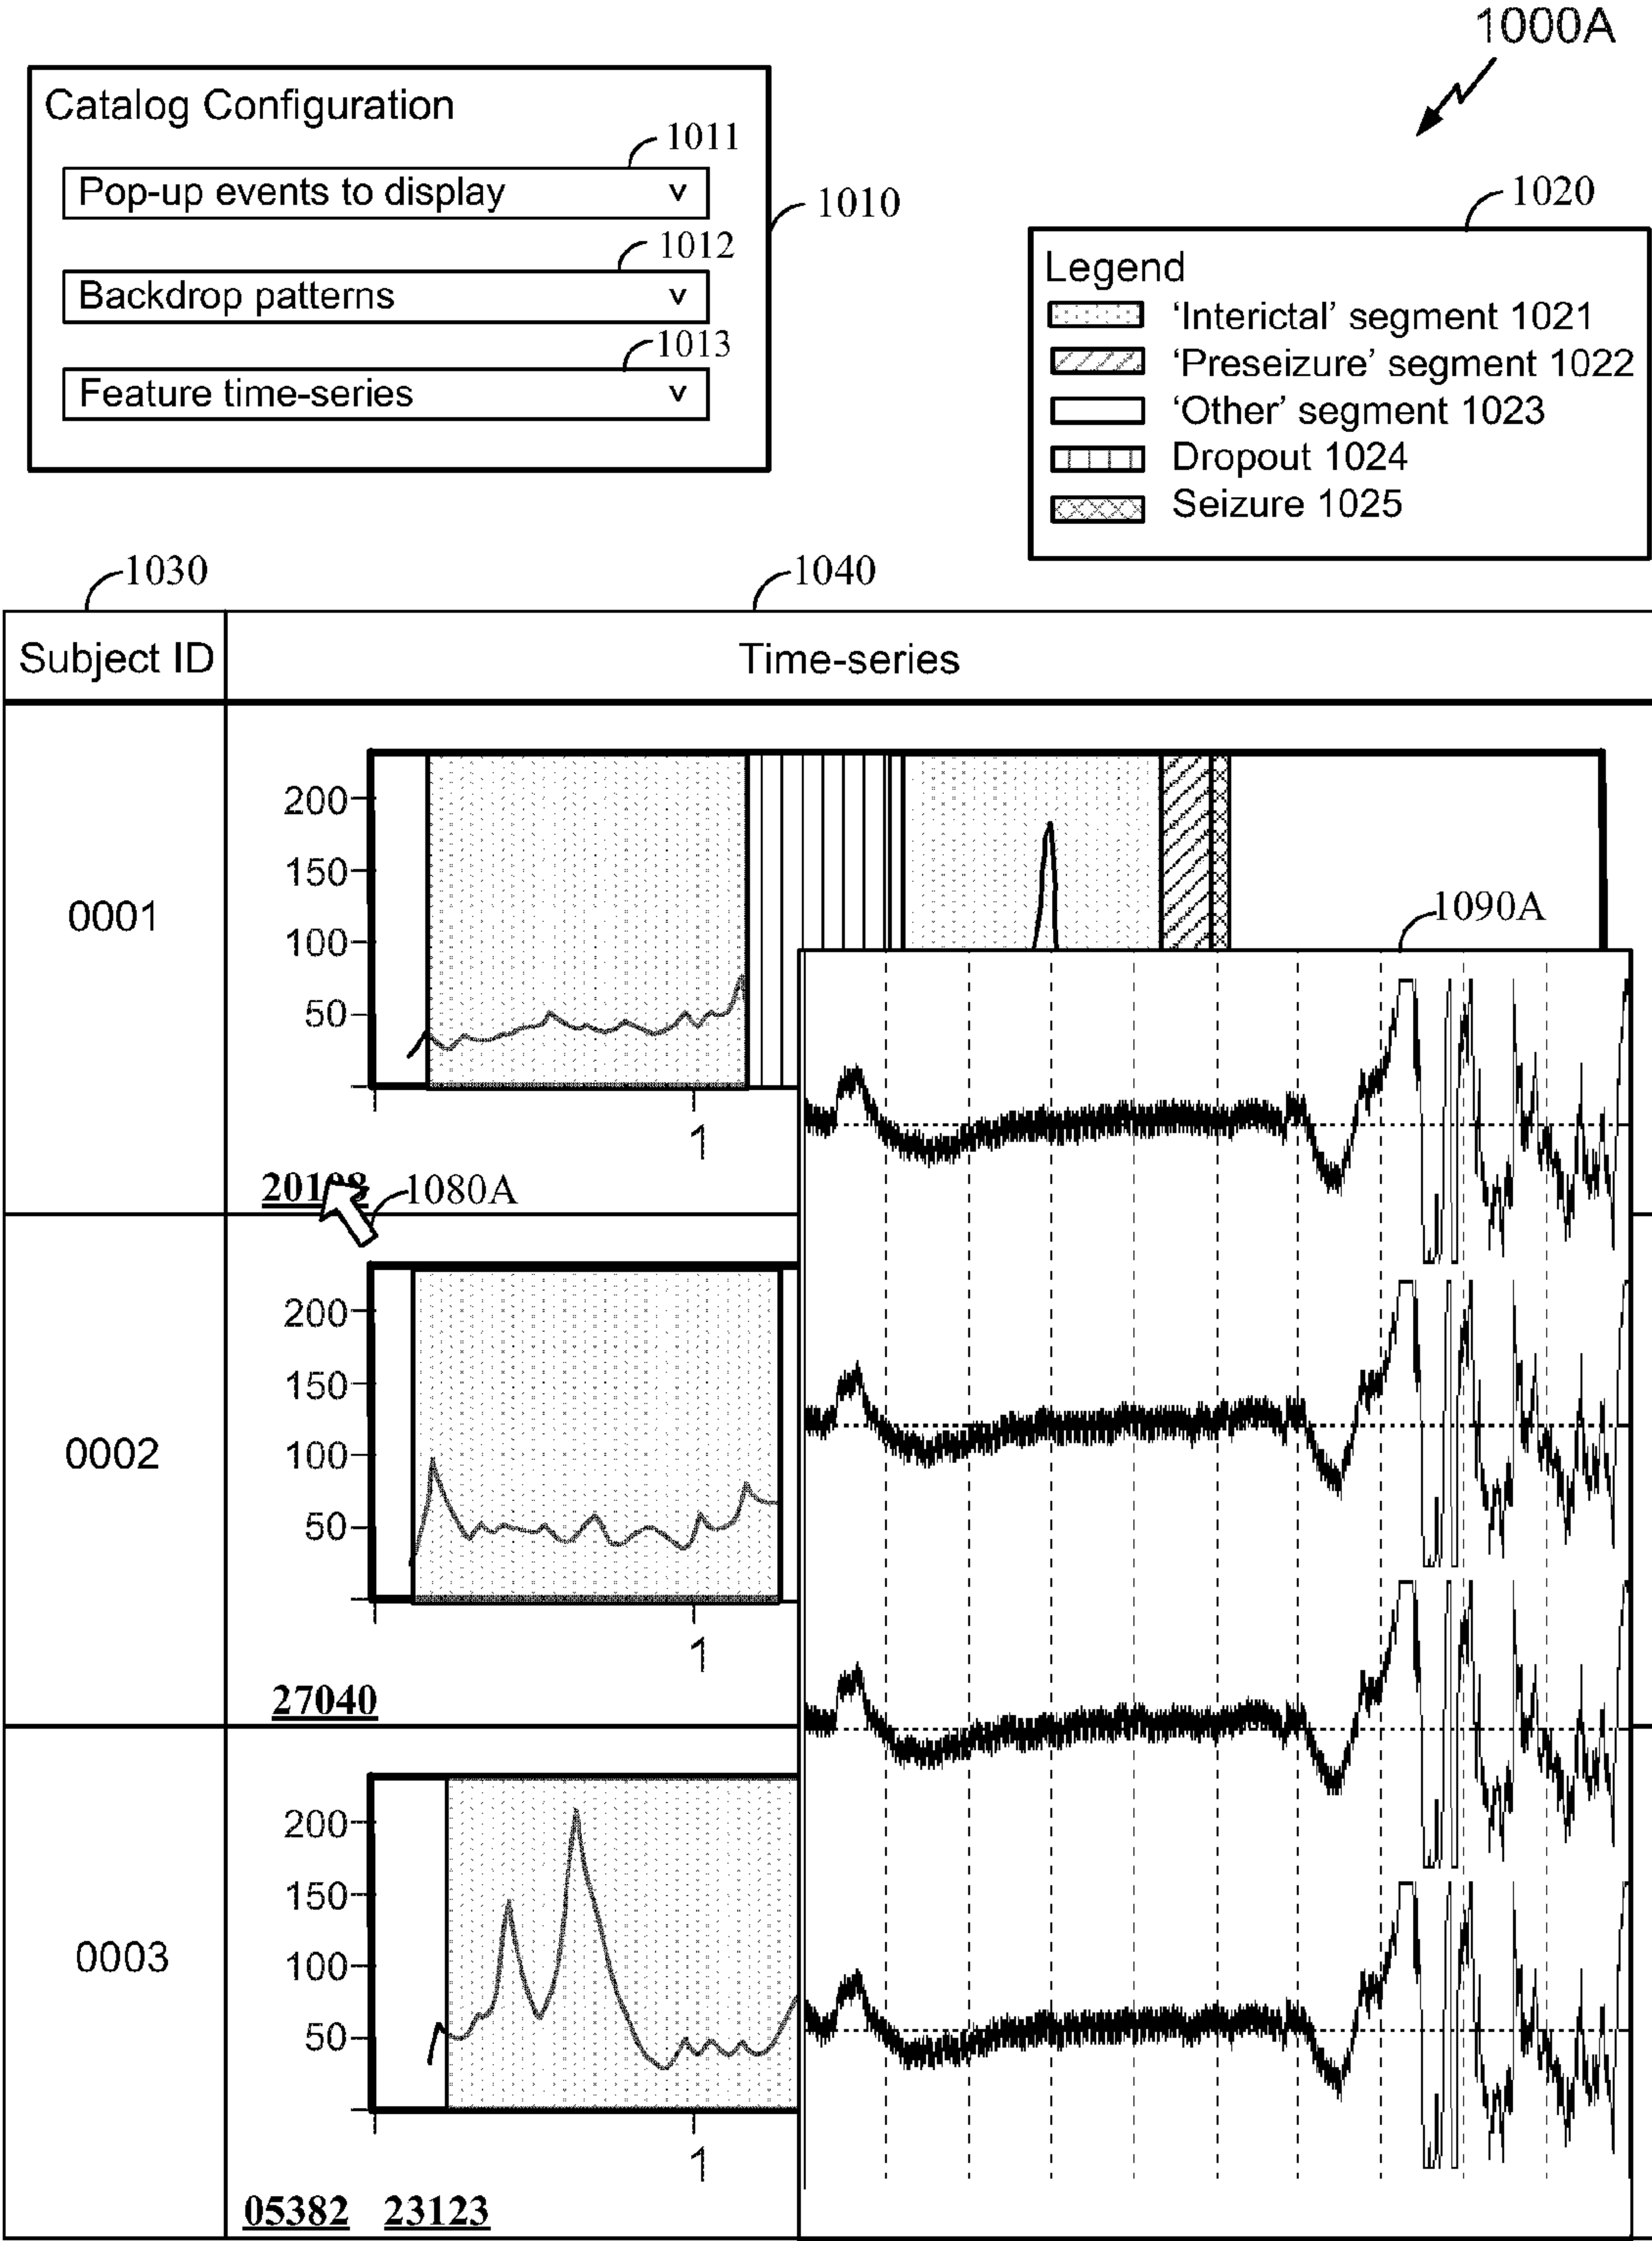 1000A
Catalog Configuration
1011
Pop-up events to display v
1010
1012
Backdrop patterns v
1013
Feature time-series v
1020
Legend
‘Interictal’ segment 1021
‘Preseizure’ segment 1022
‘Other’ segment 1023
Dropout 1024
Seizure 1025
1030
1040
Subject ID Time-series
0001
200
150
100
50
1
1090A
1080A
0002
200
150
100
50
1
27040
0003
200
150
100
50
1
05382 23123